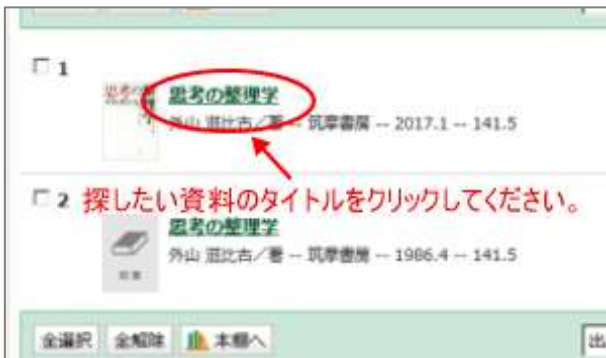 1
思考の整理学
外山 滋比古／著 -- 筑摩書房 -- 2017.1 -- 141.5
探したい資料のタイトルをクリックしてください。
2
思考の整理学
外山 滋比古／著 -- 筑摩書房 -- 1986.4 -- 141.5
全選択 全解除 本棚へ
出